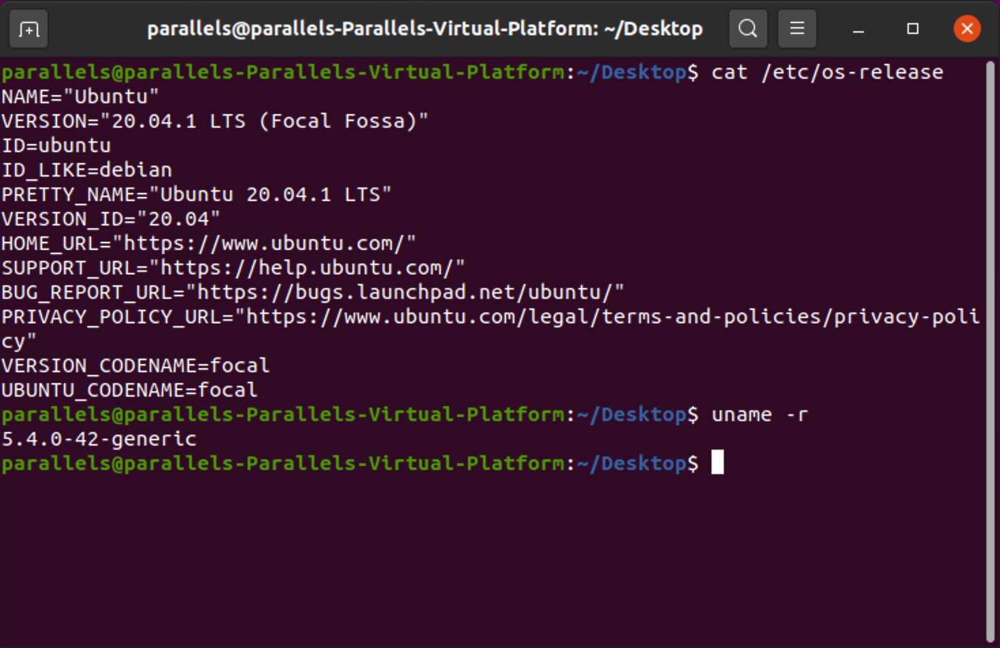 parallels@parallels-Parallels-Virtual-Platform: ~/Desktop
parallels@parallels-Parallels-Virtual-Platform:~/Desktop$ cat /etc/os-release
NAME="Ubuntu"
VERSION="20.04.1 LTS (Focal Fossa)"
ID=ubuntu
ID_LIKE=debian
PRETTY_NAME="Ubuntu 20.04.1 LTS"
VERSION_ID="20.04"
HOME_URL="https://www.ubuntu.com/"
SUPPORT_URL="https://help.ubuntu.com/"
BUG_REPORT_URL="https://bugs.launchpad.net/ubuntu/"
PRIVACY_POLICY_URL="https://www.ubuntu.com/legal/terms-and-policies/privacy-poli
cy"
VERSION_CODENAME=focal
UBUNTU_CODENAME=focal
parallels@parallels-Parallels-Virtual-Platform:~/Desktop$ uname -r
5.4.0-42-generic
parallels@parallels-Parallels-Virtual-Platform:~/Desktop$